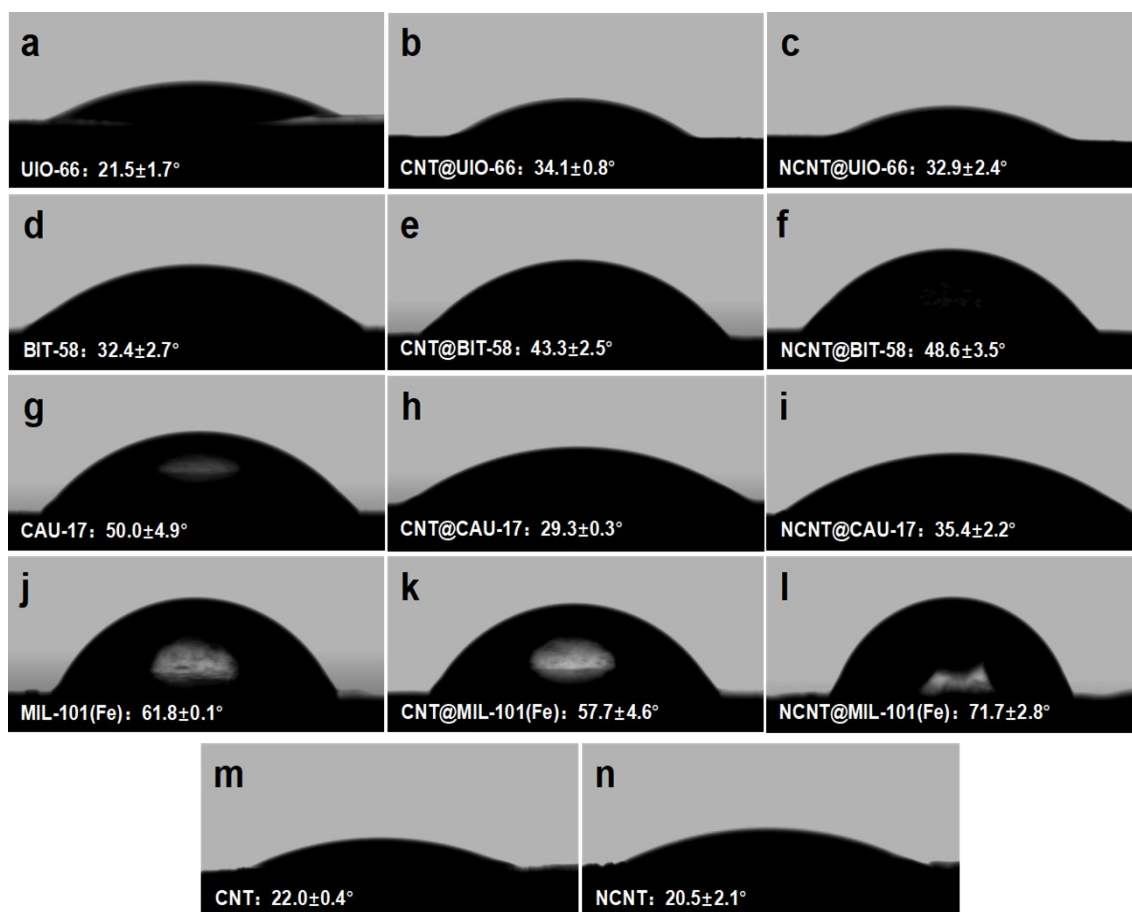 a
UIO-66：21.5±1.7°
b
CNT@UIO-66：34.1±0.8°
c
NCNT@UIO-66：32.9±2.4°
d
BIT-58：32.4±2.7°
e
CNT@BIT-58：43.3±2.5°
f
NCNT@BIT-58：48.6±3.5°
g
CAU-17：50.0±4.9°
h
CNT@CAU-17：29.3±0.3°
i
NCNT@CAU-17：35.4±2.2°
j
MIL-101(Fe)：61.8±0.1°
k
CNT@MIL-101(Fe)：57.7±4.6°
l
NCNT@MIL-101(Fe)：71.7±2.8°
m
CNT：22.0±0.4°
n
NCNT：20.5±2.1°